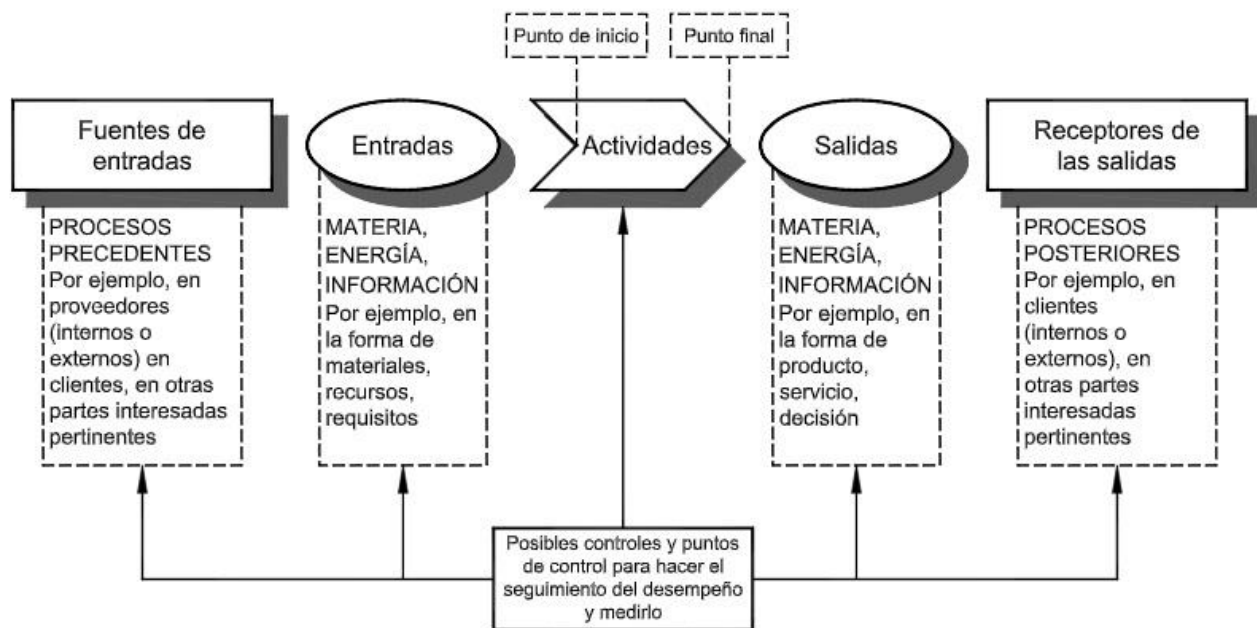 Punto de inicio
Punto final
Fuentes de
entradas
Entradas
Actividades
Salidas
Receptores de
las salidas
PROCESOS
PRECEDENTES
Por ejemplo, en
proveedores
(internos o
externos) en
clientes, en otras
partes interesadas
pertinentes
MATERIA,
ENERGÍA,
INFORMACIÓN
Por ejemplo, en
la forma de
materiales,
recursos,
requisitos
MATERIA,
ENERGÍA,
INFORMACIÓN
Por ejemplo, en
la forma de
producto,
servicio,
decisión
PROCESOS
POSTERIORES
Por ejemplo, en
clientes
(internos o
externos), en
otras partes
interesadas
pertinentes
Posibles controles y puntos
de control para hacer el
seguimiento del desempeño
y medirlo